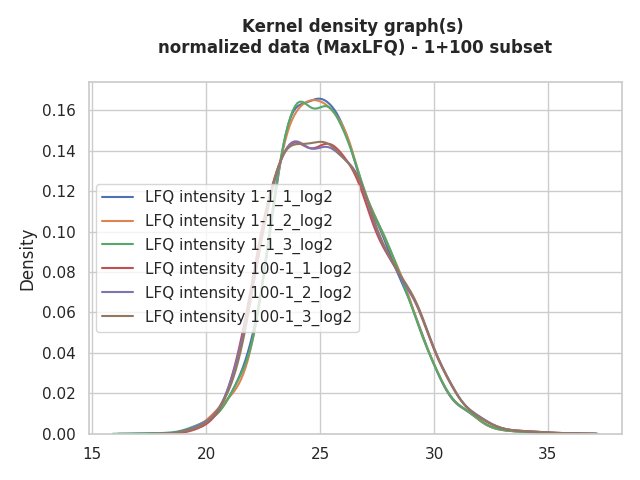 Kernel density graph(s)
normalized data (MaxLFQ) - 1+100 subset
Density
0.16
0.14
0.12
0.10
0.08
0.06
0.04
0.02
0.00
LFQ intensity 1-1_1_log2
LFQ intensity 1-1_2_log2
LFQ intensity 1-1_3_log2
LFQ intensity 100-1_1_log2
LFQ intensity 100-1_2_log2
LFQ intensity 100-1_3_log2
15 20 25 30 35